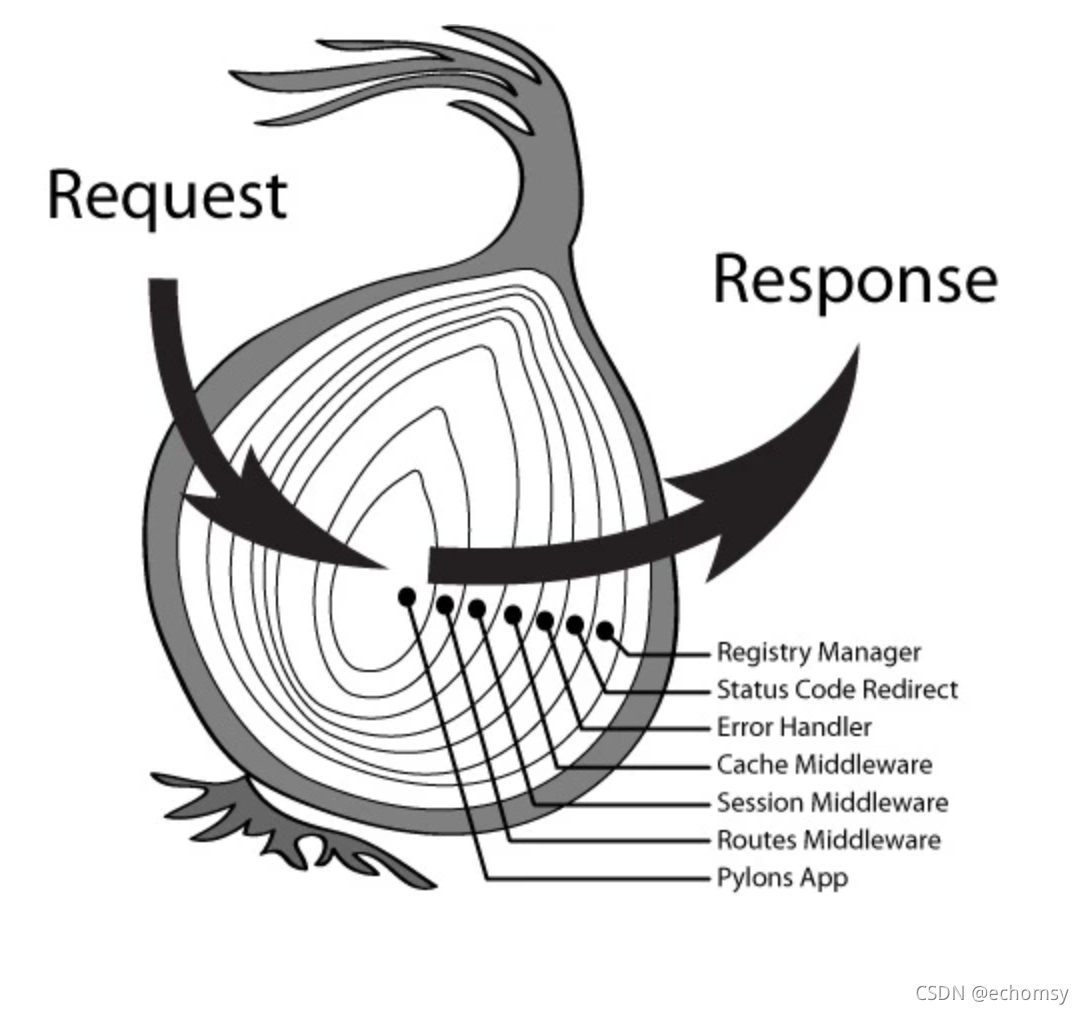 Request
Response
Registry Manager
Status Code Redirect
Error Handler
Cache Middleware
Session Middleware
Routes Middleware
Pylons App
CSDN @echomsy